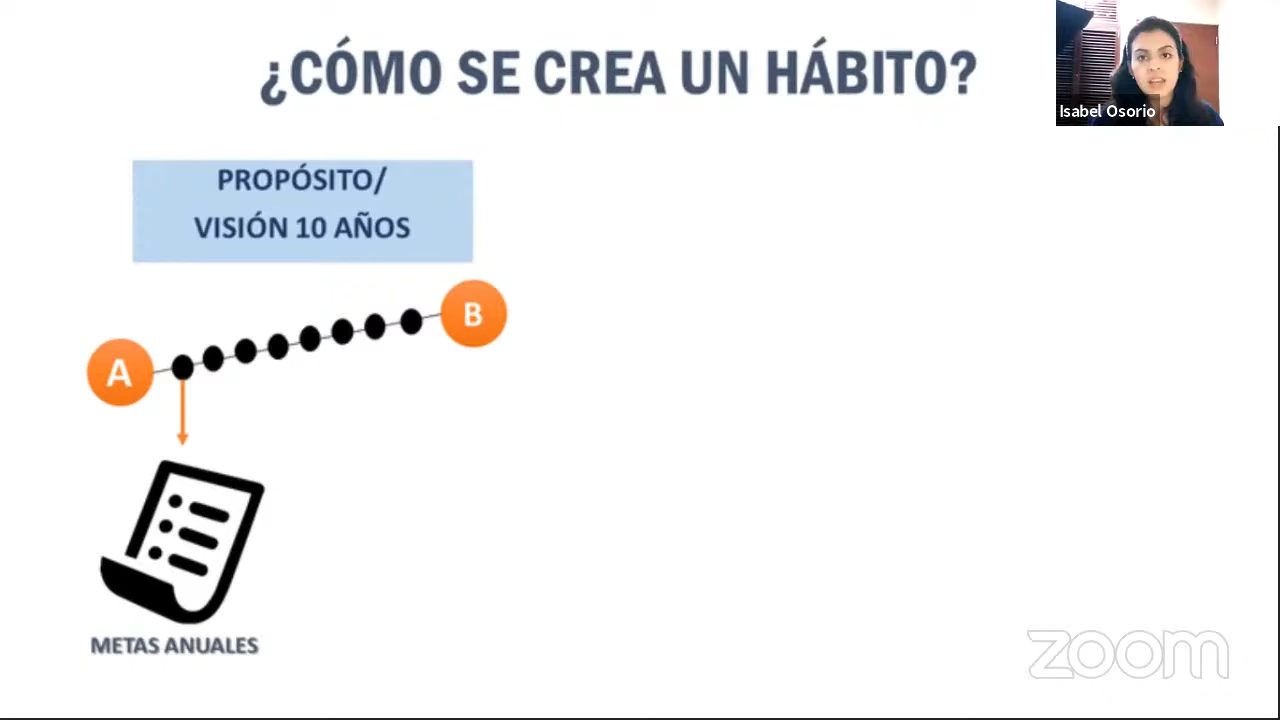 ¿CÓMO SE CREA UN HÁBITO?
Isabel Osorio
PROPÓSITO/
VISIÓN 10 AÑOS
B
A
METAS ANUALES
zoom